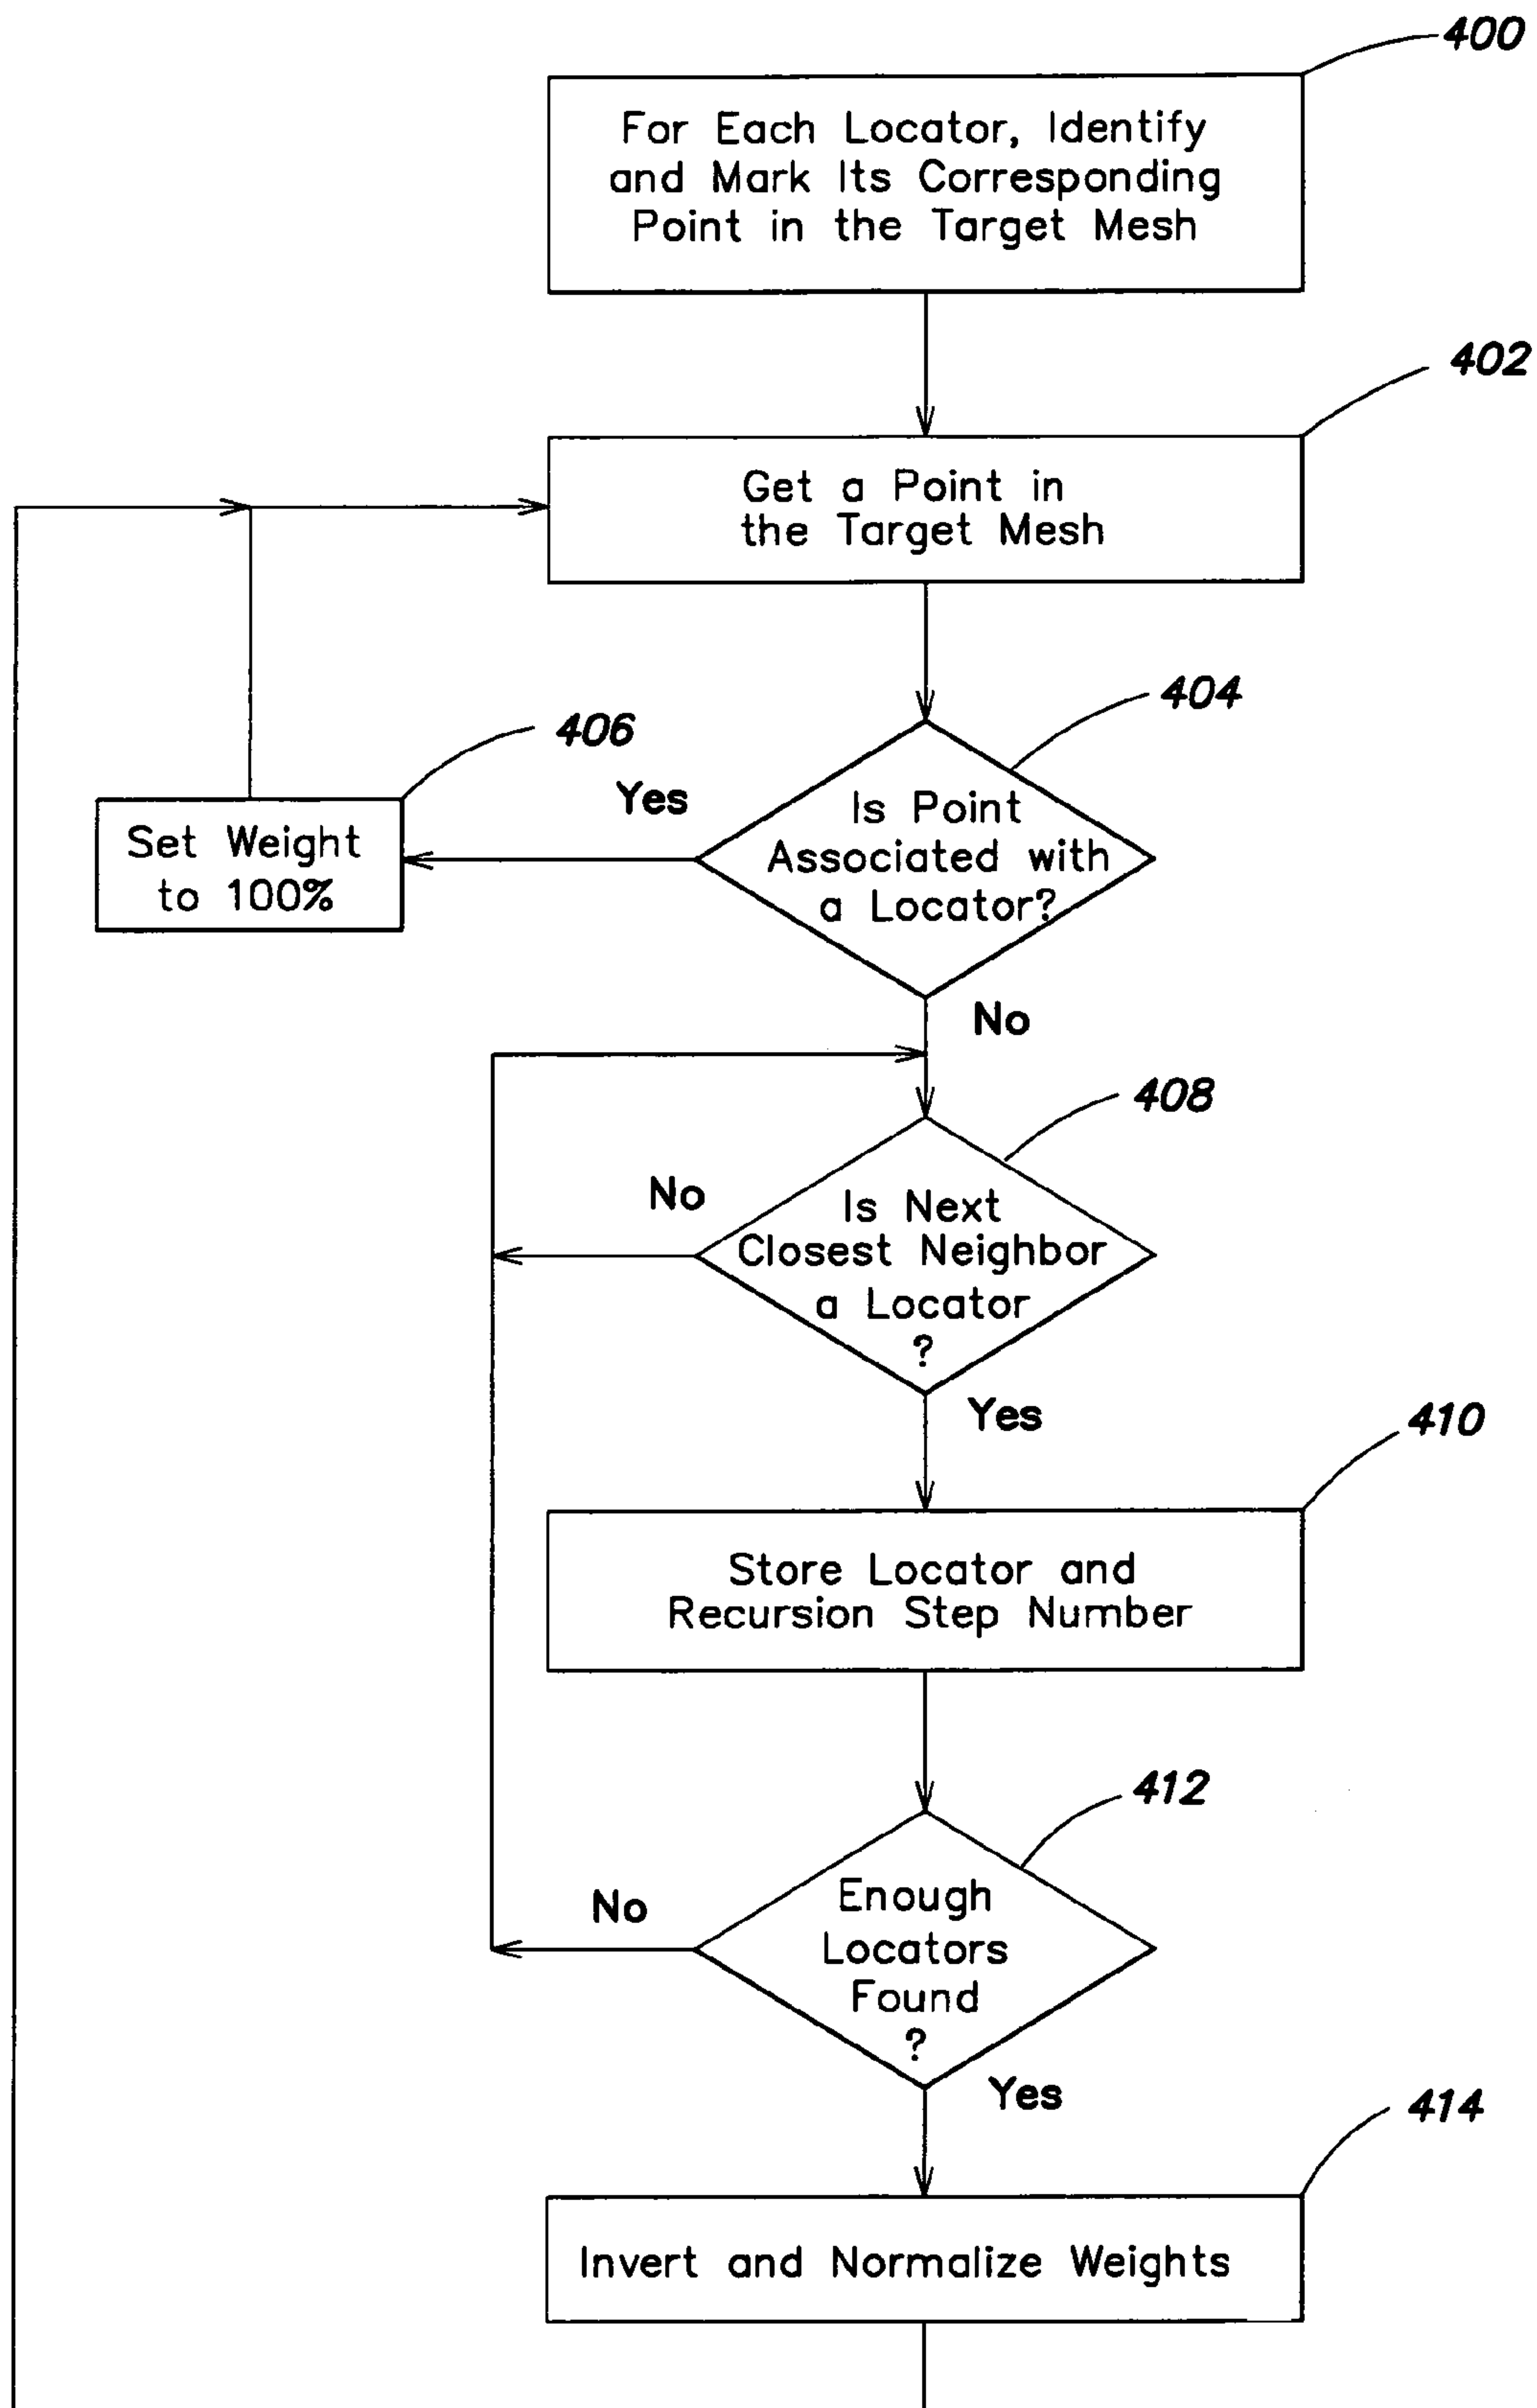 400
For Each Locator, Identify
and Mark Its Corresponding
Point in the Target Mesh
402
Get a Point in
the Target Mesh
404
406
Yes
Is Point
Associated with
a Locator?
Set Weight
to 100%
No
408
No
Is Next
Closest Neighbor
a Locator
?
Yes
410
Store Locator and
Recursion Step Number
412
No
Enough
Locators
Found
?
Yes
414
Invert and Normalize Weights